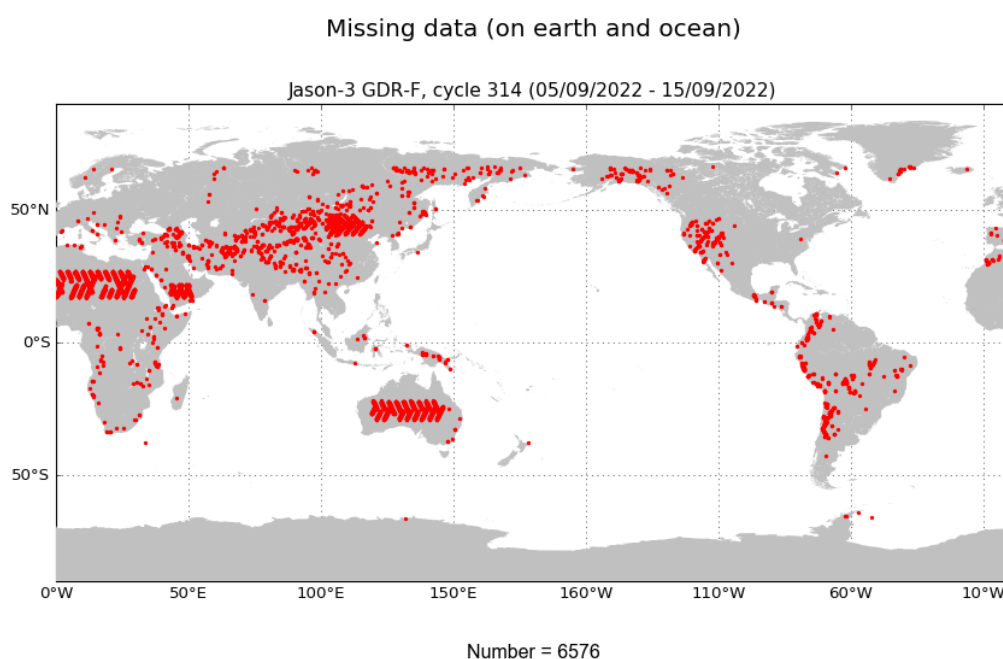 Missing data (on earth and ocean)
Jason-3 GDR-F, cycle 314 (05/09/2022 - 15/09/2022)
50°N
0°S
50°S
0°W
50°E
100°E
150°E
160°W
110°W
60°W
10°W
Number = 6576